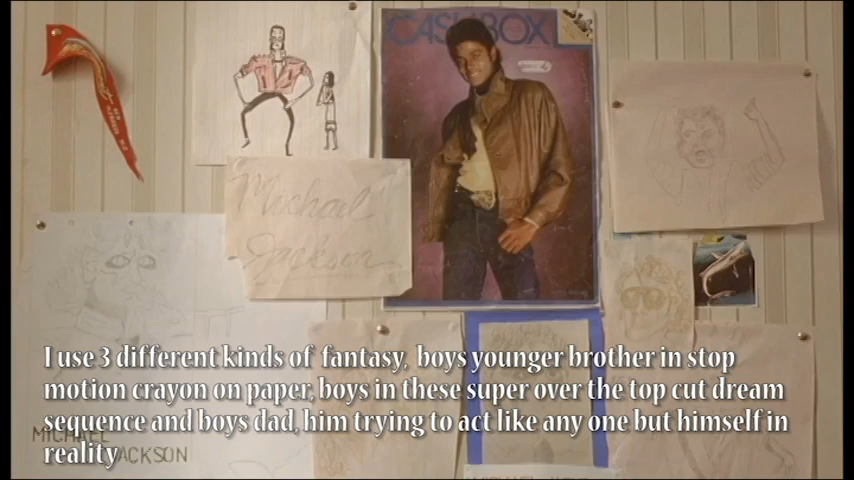 CASH BOX
Michael
Jackson
I use 3 different kinds of fantasy, boys younger brother in stop
motion crayon on paper, boys in these super over the top cut dream
sequence and boys dad, him trying to act like any one but himself in
reality
MICHAEL
JACKSON